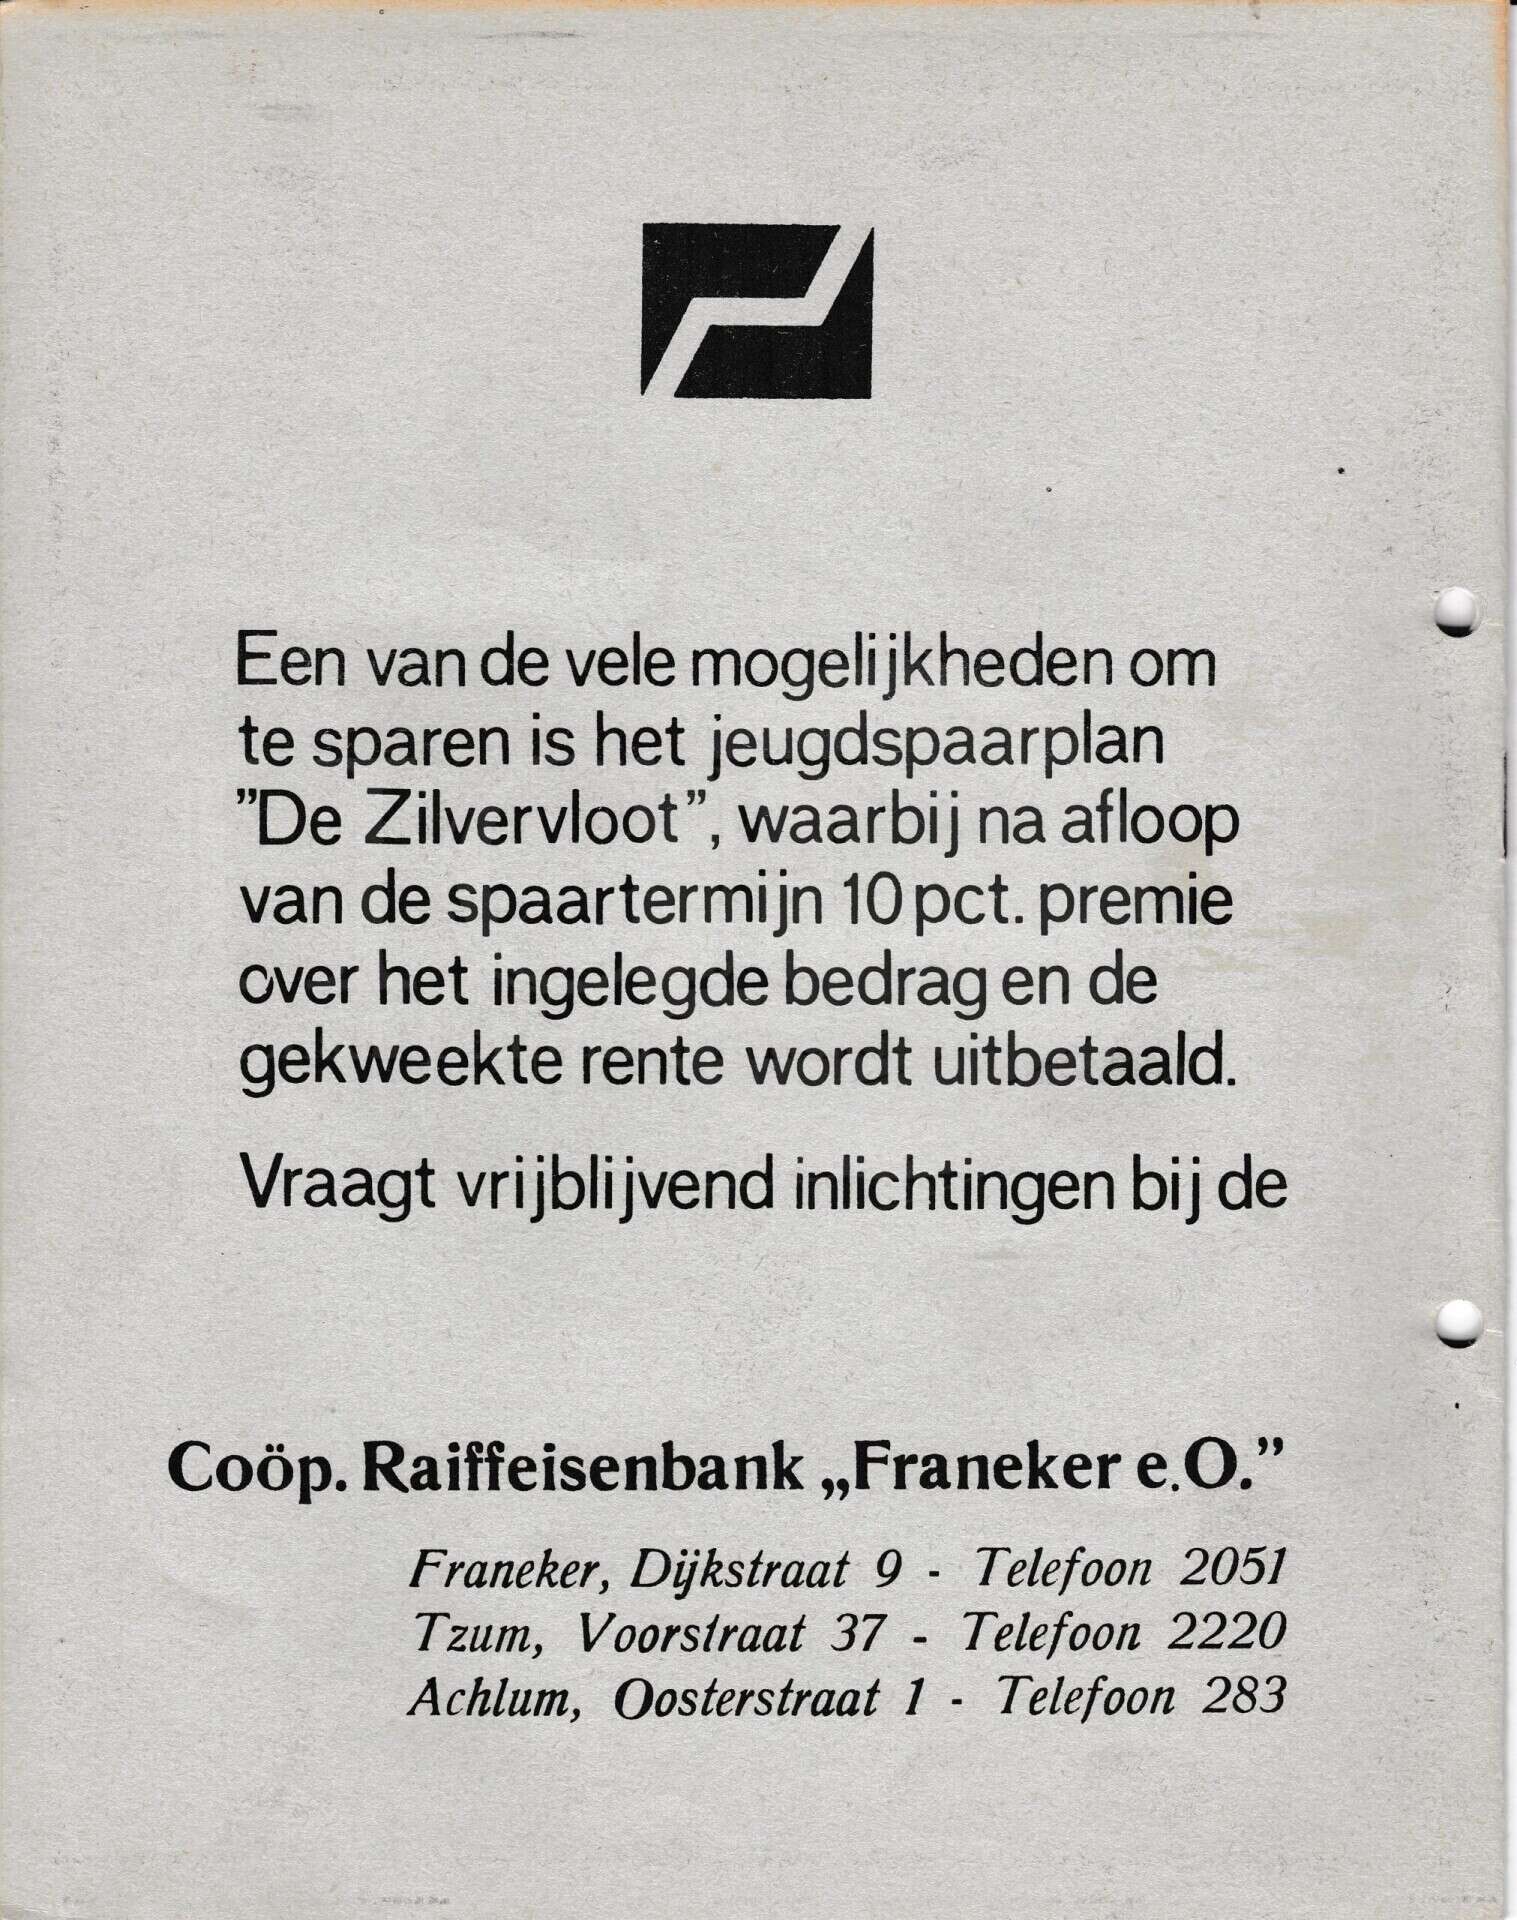 Een van de vele mogelijkheden om
te sparen is het jeugdspaarplan
”De Zilvervloot”, waarbij na afloop
van de spaartermijn 10 pct. premie
over het ingelegde bedrag en de
gekweekte rente wordt uitbetaald.
Vraagt vrijblijvend inlichtingen bij de
Coöp. Raiffeisenbank „Franeker e.O.”
Franeker, Dijkstraat 9 - Telefoon 2051
Tzum, Voorstraat 37 - Telefoon 2220
Achlum, Oosterstraat 1 - Telefoon 283